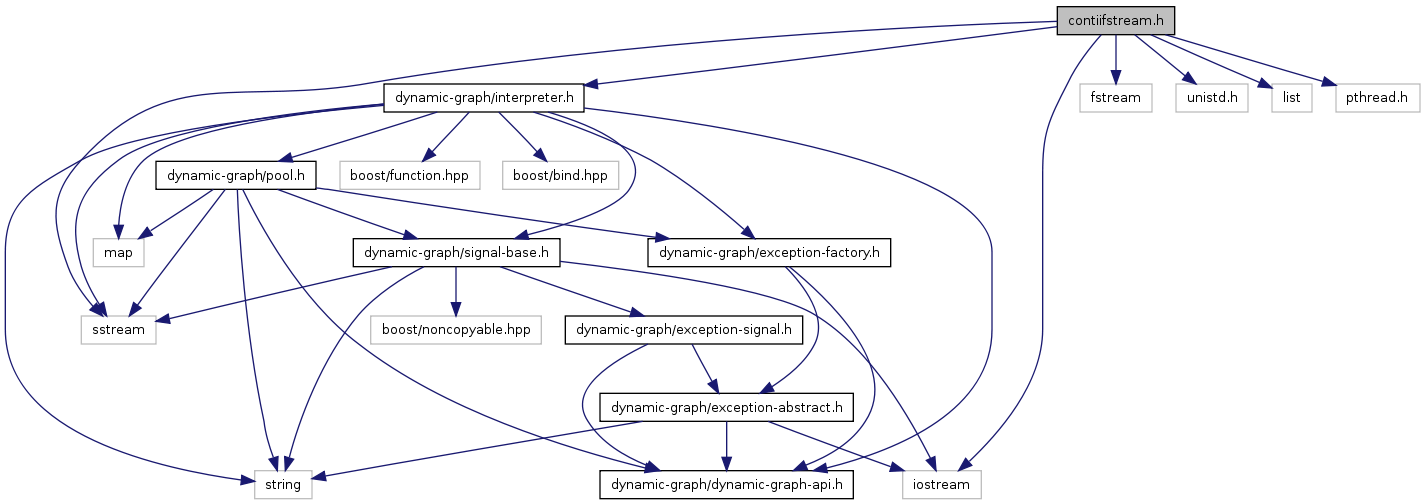 contiifstream.h
dynamic-graph/interpreter.h
fstream
unistd.h
list
pthread.h
dynamic-graph/pool.h
boost/function.hpp
boost/bind.hpp
map
dynamic-graph/signal-base.h
dynamic-graph/exception-factory.h
sstream
boost/noncopyable.hpp
dynamic-graph/exception-signal.h
dynamic-graph/exception-abstract.h
string
dynamic-graph/dynamic-graph-api.h
iostream